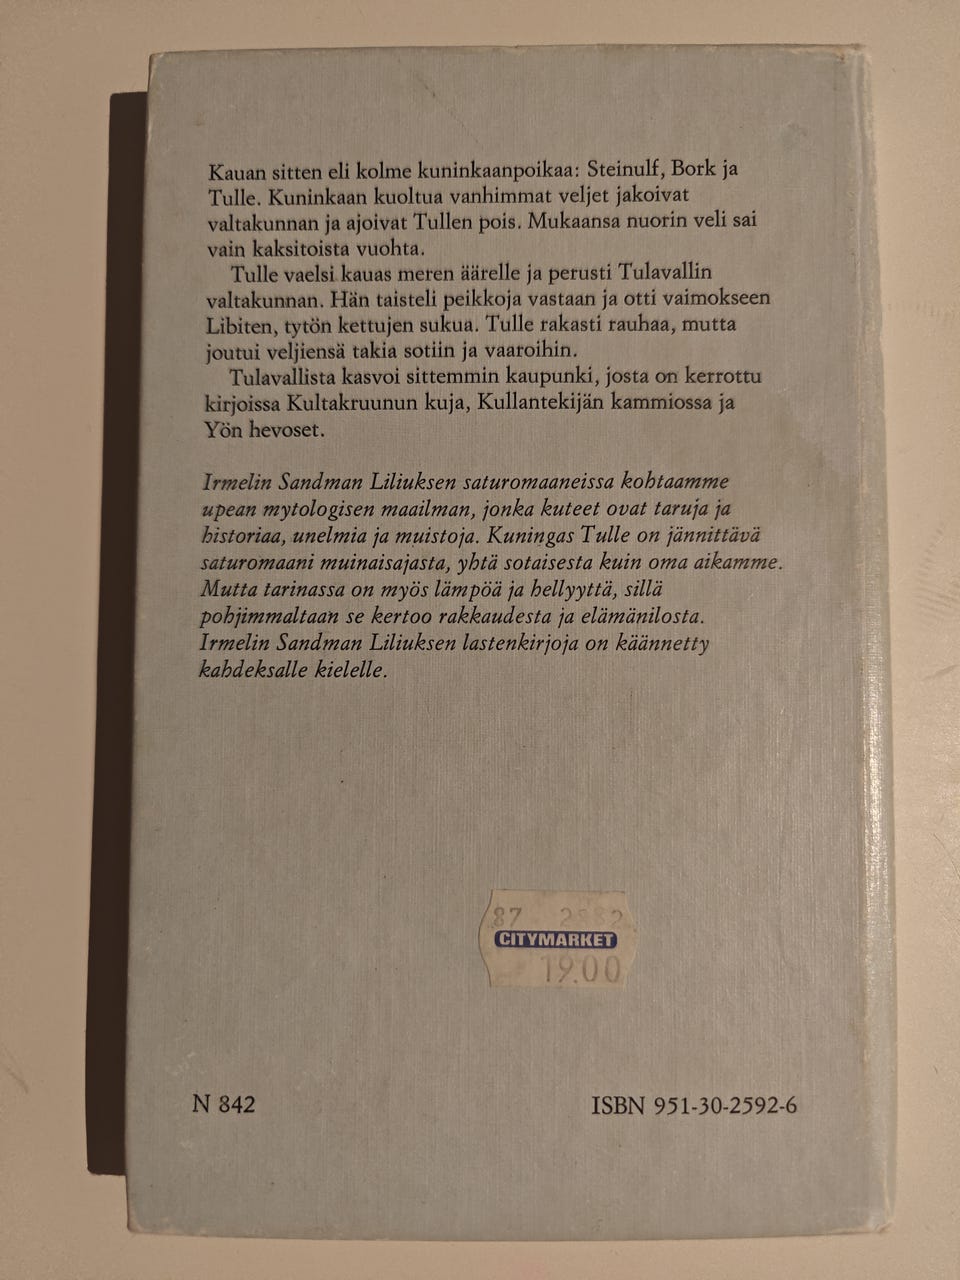 Kauan sitten eli kolme kuninkaanpoikaa: Steinulf, Bork ja
Tulle. Kuninkaan kuoltua vanhimmat veljet jakoivat
valtakunnan ja ajoivat Tullen pois. Mukaansa nuorin veli sai
vain kaksitoista vuohta.
Tulle vaelsi kauas meren äärelle ja perusti Tulavallin
valtakunnan. Hän taisteli peikkoja vastaan ja otti vaimokseen
Libiten, tytön kettujen sukua. Tulle rakasti rauhaa, mutta
joutui veljiensä takia sotiin ja vaaroihin.
Tulavallista kasvoi sittemmin kaupunki, josta on kerrottu
kirjoissa Kultakruunun kuja, Kullantekijän kammiossa ja
Yön hevoset.
Irmelin Sandman Liliuksen saturomaaneissa kohtaamme
upean mytologisen maailman, jonka kuteet ovat taruja ja
historiaa, unelmia ja muistoja. Kuningas Tulle on jännittävä
saturomaani muinaisajasta, yhtä sotaisesta kuin oma aikamme.
Mutta tarinassa on myös lämpöä ja hellyyttä, sillä
pohjimmaltaan se kertoo rakkaudesta ja elämänilosta.
Irmelin Sandman Liliuksen lastenkirjoja on käännetty
kahdeksalle kielelle.
87
CITYMARKET
19.00
N 842
ISBN 951-30-2592-6